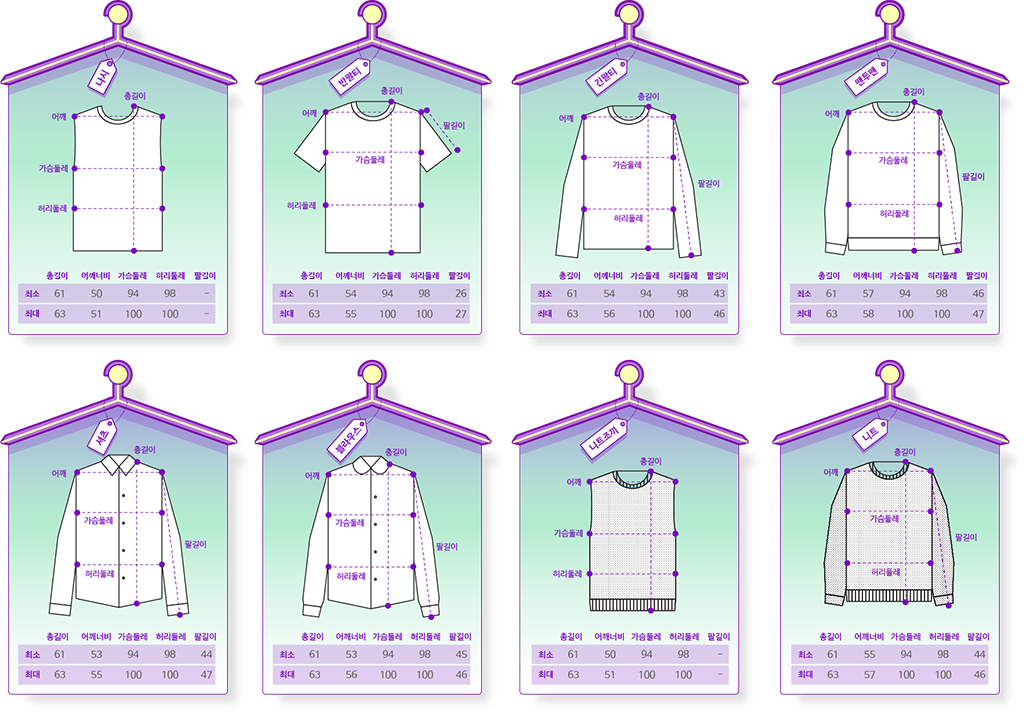 나시
총길이
어깨
가슴둘레
허리둘레
총길이 어깨너비 가슴둘레 허리둘레 팔길이
최소 61 50 94 98 -
최대 63 51 100 100 -
반팔티
총길이
어깨
팔길이
가슴둘레
허리둘레
총길이 어깨너비 가슴둘레 허리둘레 팔길이
최소 61 54 94 98 26
최대 63 55 100 100 27
긴팔티
총길이
어깨
가슴둘레
팔길이
허리둘레
총길이 어깨너비 가슴둘레 허리둘레 팔길이
최소 61 54 94 98 43
최대 63 56 100 100 46
맨두맨
총길이
어깨
가슴둘레
팔길이
허리둘레
총길이 어깨너비 가슴둘레 허리둘레 팔길이
최소 61 57 94 98 46
최대 63 58 100 100 47
셔츠
총길이
어깨
가슴둘레
팔길이
허리둘레
총길이 어깨너비 가슴둘레 허리둘레 팔길이
최소 61 53 94 98 44
최대 63 55 100 100 47
블라우스
총길이
어깨
가슴둘레
팔길이
허리둘레
총길이 어깨너비 가슴둘레 허리둘레 팔길이
최소 61 53 94 98 45
최대 63 56 100 100 46
니트조끼
총길이
어깨
가슴둘레
허리둘레
총길이 어깨너비 가슴둘레 허리둘레 팔길이
최소 61 50 94 98 -
최대 63 51 100 100 -
니트
총길이
어깨
가슴둘레
팔길이
허리둘레
총길이 어깨너비 가슴둘레 허리둘레 팔길이
최소 61 55 94 98 44
최대 63 57 100 100 46